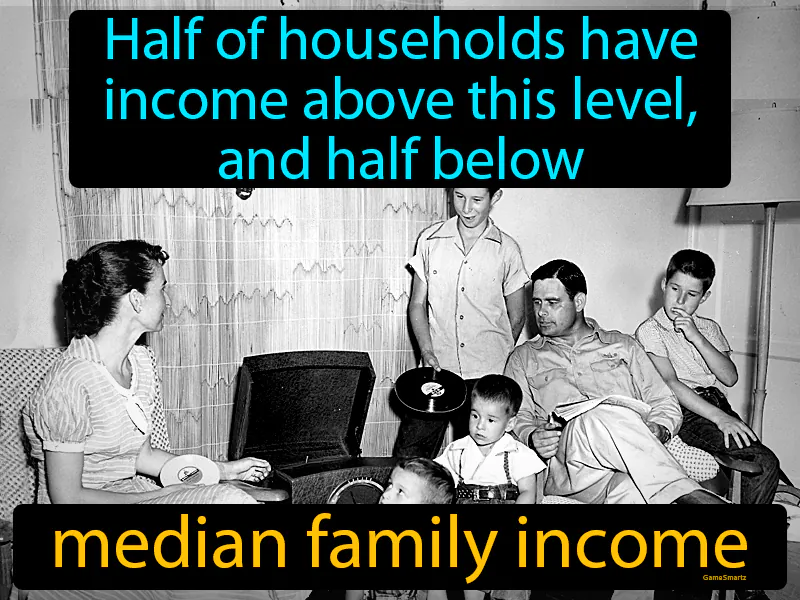 Half of households have
income above this level,
and half below
median family income
GameSmartz